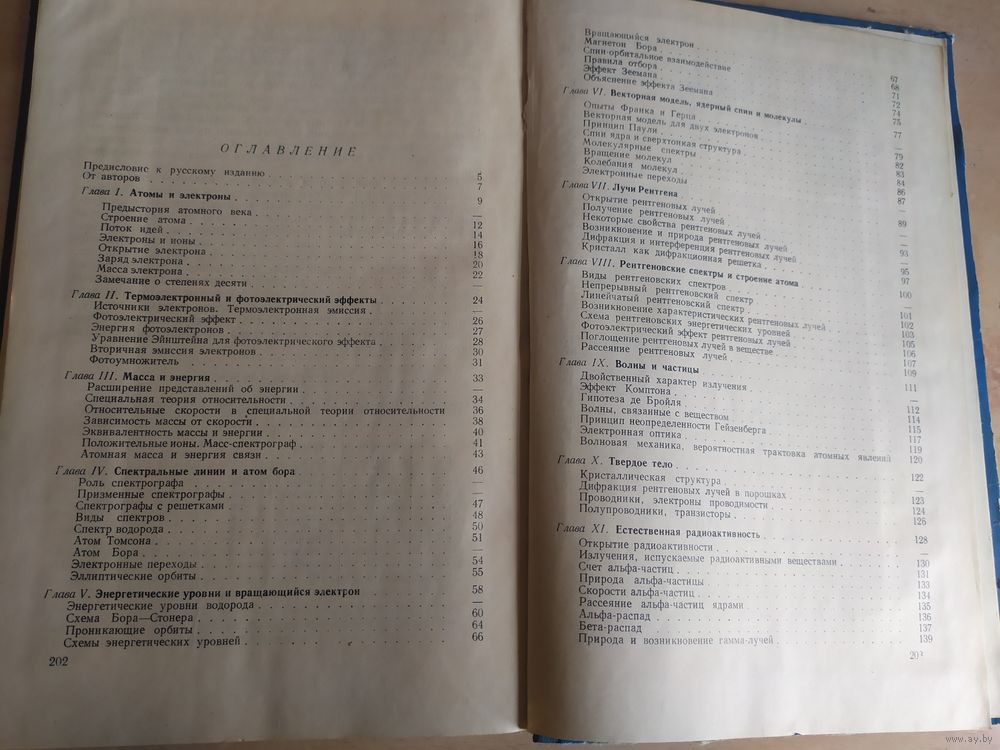 ОГЛАВЛЕНИЕ
Предисловие к русскому изданию . . . 5
От авторов . . . 7
Глава I. Атомы и электроны . . . 9
Предыстория атомного века . . . —
Строение атома . . . 12
Поток идей . . . 14
Электроны и ионы . . . 16
Открытие электрона . . . 18
Заряд электрона . . . 20
Масса электрона . . . 22
Замечание о степенях десяти . . .
Глава II. Термоэлектронный и фотоэлектрический эффекты . . . 24
Источники электронов. Термоэлектронная эмиссия . . . —
Фотоэлектрический эффект . . . 26
Энергия фотоэлектронов . . . 27
Уравнение Эйнштейна для фотоэлектрического эффекта . . . 28
Вторичная эмиссия электронов . . . 30
Фотоумножитель . . . 31
Глава III. Масса и энергия . . . 33
Расширение представлений об энергии . . . —
Специальная теория относительности . . . 34
Относительные скорости в специальной теории относительности 36
Зависимость массы от скорости . . . 38
Эквивалентность массы и энергии . . . 40
Положительные ионы. Масс-спектрограф . . . 41
Атомная масса и энергия связи . . . 43
Глава IV. Спектральные линии и атом бора . . . 46
Роль спектрографа . . . —
Призменные спектрографы . . . —
Спектрографы с решетками . . . 47
Виды спектров . . . 48
Спектр водорода . . . 50
Атом Томсона . . . 51
Атом Бора . . . —
Электронные переходы . . . 54
Эллиптические орбиты . . . 55
Глава V. Энергетические уровни и вращающийся электрон 58
Энергетические уровни водорода . . . —
Схема Бора—Стонера . . . 60
Проникающие орбиты . . . 64
Схемы энергетических уровней . . . 66
202
Вращающийся электрон . . . 67
Магнетон Бора . . . 68
Спин-орбитальное взаимодействие . . . 71
Правила отбора . . . 72
Эффект Зеемана . . . 74
Объяснение эффекта Зеемана . . . 75
Глава VI. Векторная модель, ядерный спин и молекулы . . . 77
Опыты Франка и Герца . . . —
Векторная модель для двух электронов . . . 79
Принцип Паули . . . 82
Спин ядра и сверхтонкая структура . . . 83
Молекулярные спектры . . . 84
Вращение молекул . . . 86
Колебания молекул . . . 87
Электронные переходы . . . —
Глава VII. Лучи Рентгена . . . 89
Открытие рентгеновых лучей . . . —
Получение рентгеновых лучей . . . —
Некоторые свойства рентгеновых лучей . . . 93
Возникновение и природа рентгеновых лучей . . . —
Дифракция и интерференция рентгеновых лучей . . . 95
Кристалл как дифракционная решетка . . . 97
Глава VIII. Рентгеновские спектры и строение атома . . . 100
Виды рентгеновских спектров . . . —
Непрерывный рентгеновский спектр . . . 101
Линейчатый рентгеновский спектр . . . 102
Возникновение характеристических рентгеновых лучей . . . 103
Схема рентгеновских энергетических уровней . . . 105
Фотоэлектрический эффект рентгеновых лучей . . . 106
Поглощение рентгеновых лучей в веществе . . . 107
Рассеяние рентгеновых лучей . . . 109
Глава IX. Волны и частицы . . . 111
Двойственный характер излучения . . . —
Эффект Комптона . . . 112
Гипотеза де Бройля . . . 114
Волны, связанные с веществом . . . 115
Принцип неопределенности Гейзенберга . . . 117
Электронная оптика . . . 119
Волновая механика, вероятностная трактовка атомных явлений 120
Глава X. Твердое тело . . . 122
Кристаллическая структура . . . —
Дифракция рентгеновых лучей в порошках . . . 123
Проводники, электроны проводимости . . . 124
Полупроводники, транзисторы . . . 126
Глава XI. Естественная радиоактивность . . . 128
Открытие радиоактивности . . . —
Излучения, испускаемые радиоактивными веществами . . . 130
Счет альфа-частиц . . . 131
Природа альфа-частицы . . . 133
Скорости альфа-частиц . . . 134
Рассеяние альфа-частиц ядрами . . . 135
Альфа-распад . . . 136
Бета-распад . . . 137
Природа и возникновение гамма-лучей . . . 139
203
www.ay.by